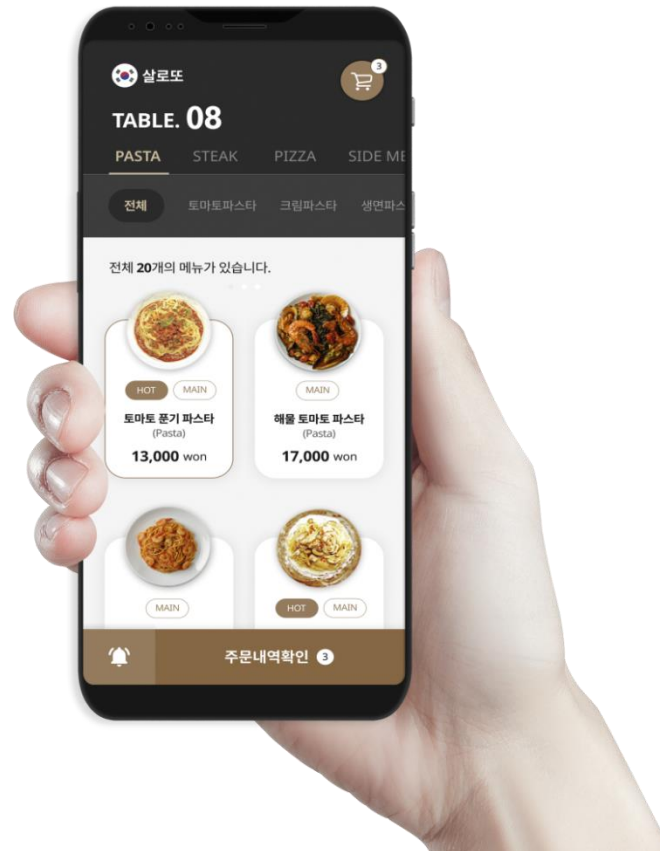 살로또
3
TABLE. 08
PASTA STEAK PIZZA SIDE ME
전체 토마토파스타 크림파스타 생면파스
전체 20개의 메뉴가 있습니다.
HOT MAIN MAIN
토마토 푼기 파스타 해물 토마토 파스타
(Pasta) (Pasta)
13,000 won 17,000 won
MAIN HOT MAIN
주문내역확인 3